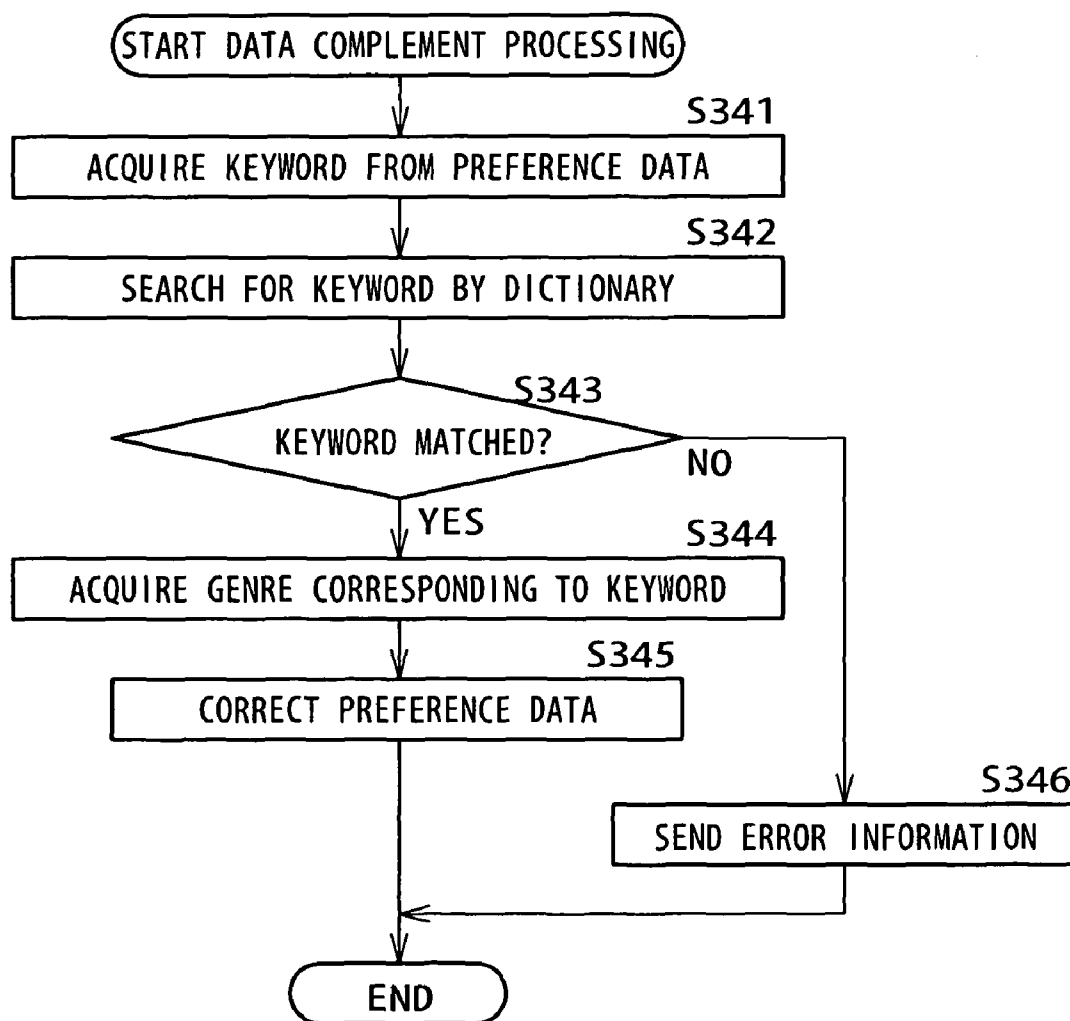 START DATA COMPLEMENT PROCESSING
S341
ACQUIRE KEYWORD FROM PREFERENCE DATA
S342
SEARCH FOR KEYWORD BY DICTIONARY
S343
KEYWORD MATCHED?
NO
YES
S344
ACQUIRE GENRE CORRESPONDING TO KEYWORD
S345
CORRECT PREFERENCE DATA
S346
SEND ERROR INFORMATION
END